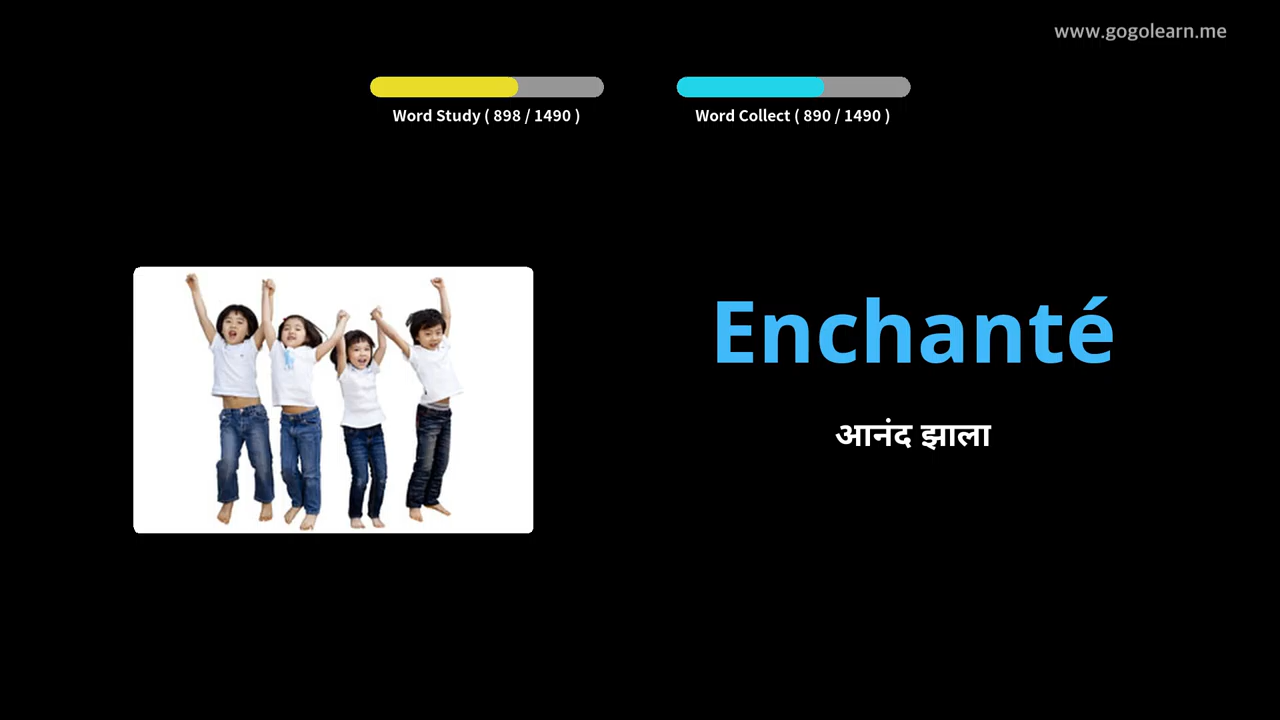 www.gogolearn.me
Word Study ( 898 / 1490 )
Word Collect ( 890 / 1490 )
Enchanté
आनंद झाला